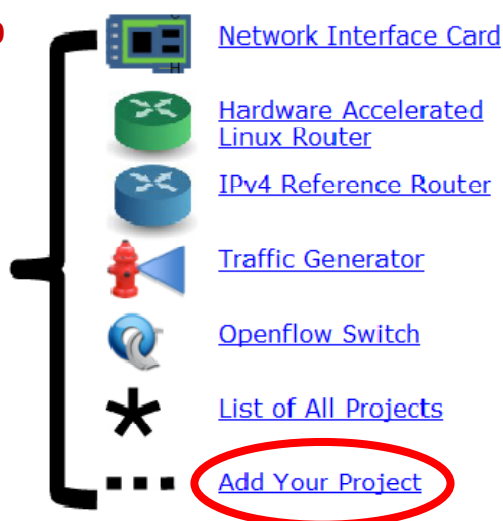 Network Interface Card
Hardware Accelerated
Linux Router
IPv4 Reference Router
Traffic Generator
Openflow Switch
List of All Projects
Add Your Project